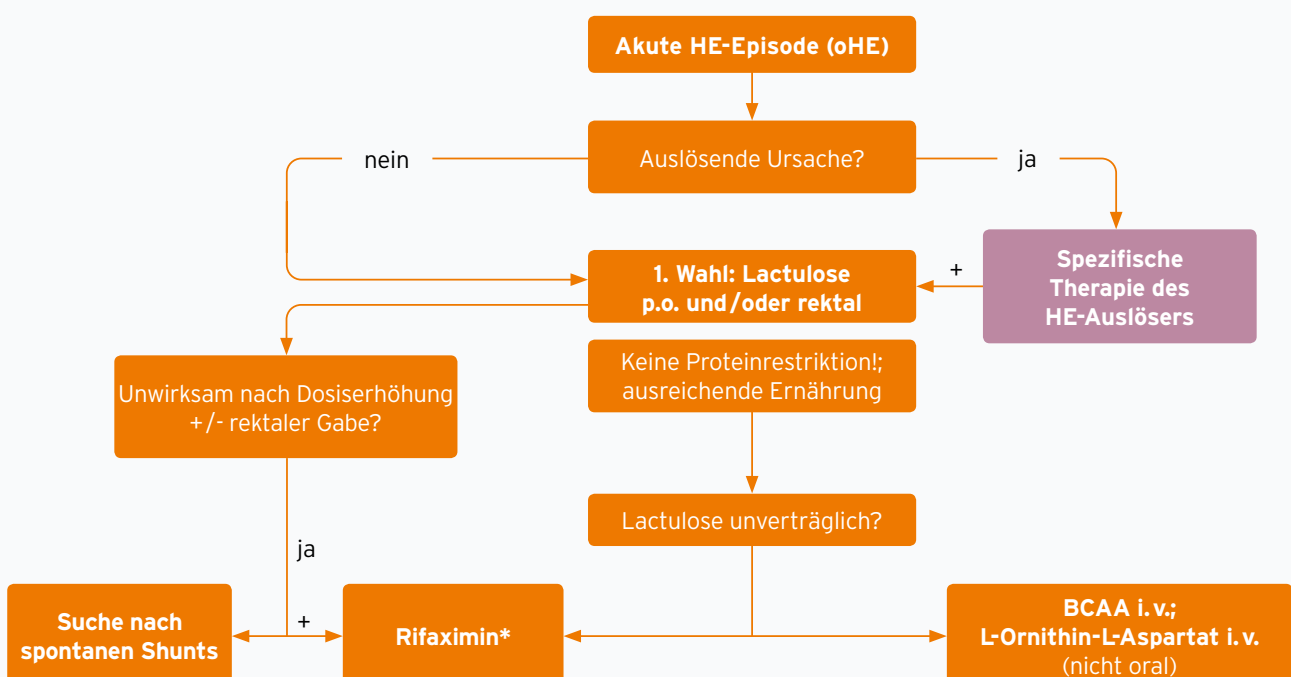 Akute HE-Episode (oHE)
nein
Auslösende Ursache?
ja
1. Wahl: Lactulose
p.o. und/oder rektal
+
Spezifische
Therapie des
HE-Auslösers
Keine Proteinrestriktion!;
ausreichende Ernährung
Unwirksam nach Dosiserhöhung
+/- rektaler Gabe?
Lactulose unverträglich?
ja
Suche nach
spontanen Shunts
+
Rifaximin*
BCAA i.v.;
L-Ornithin-L-Aspartat i.v.
(nicht oral)